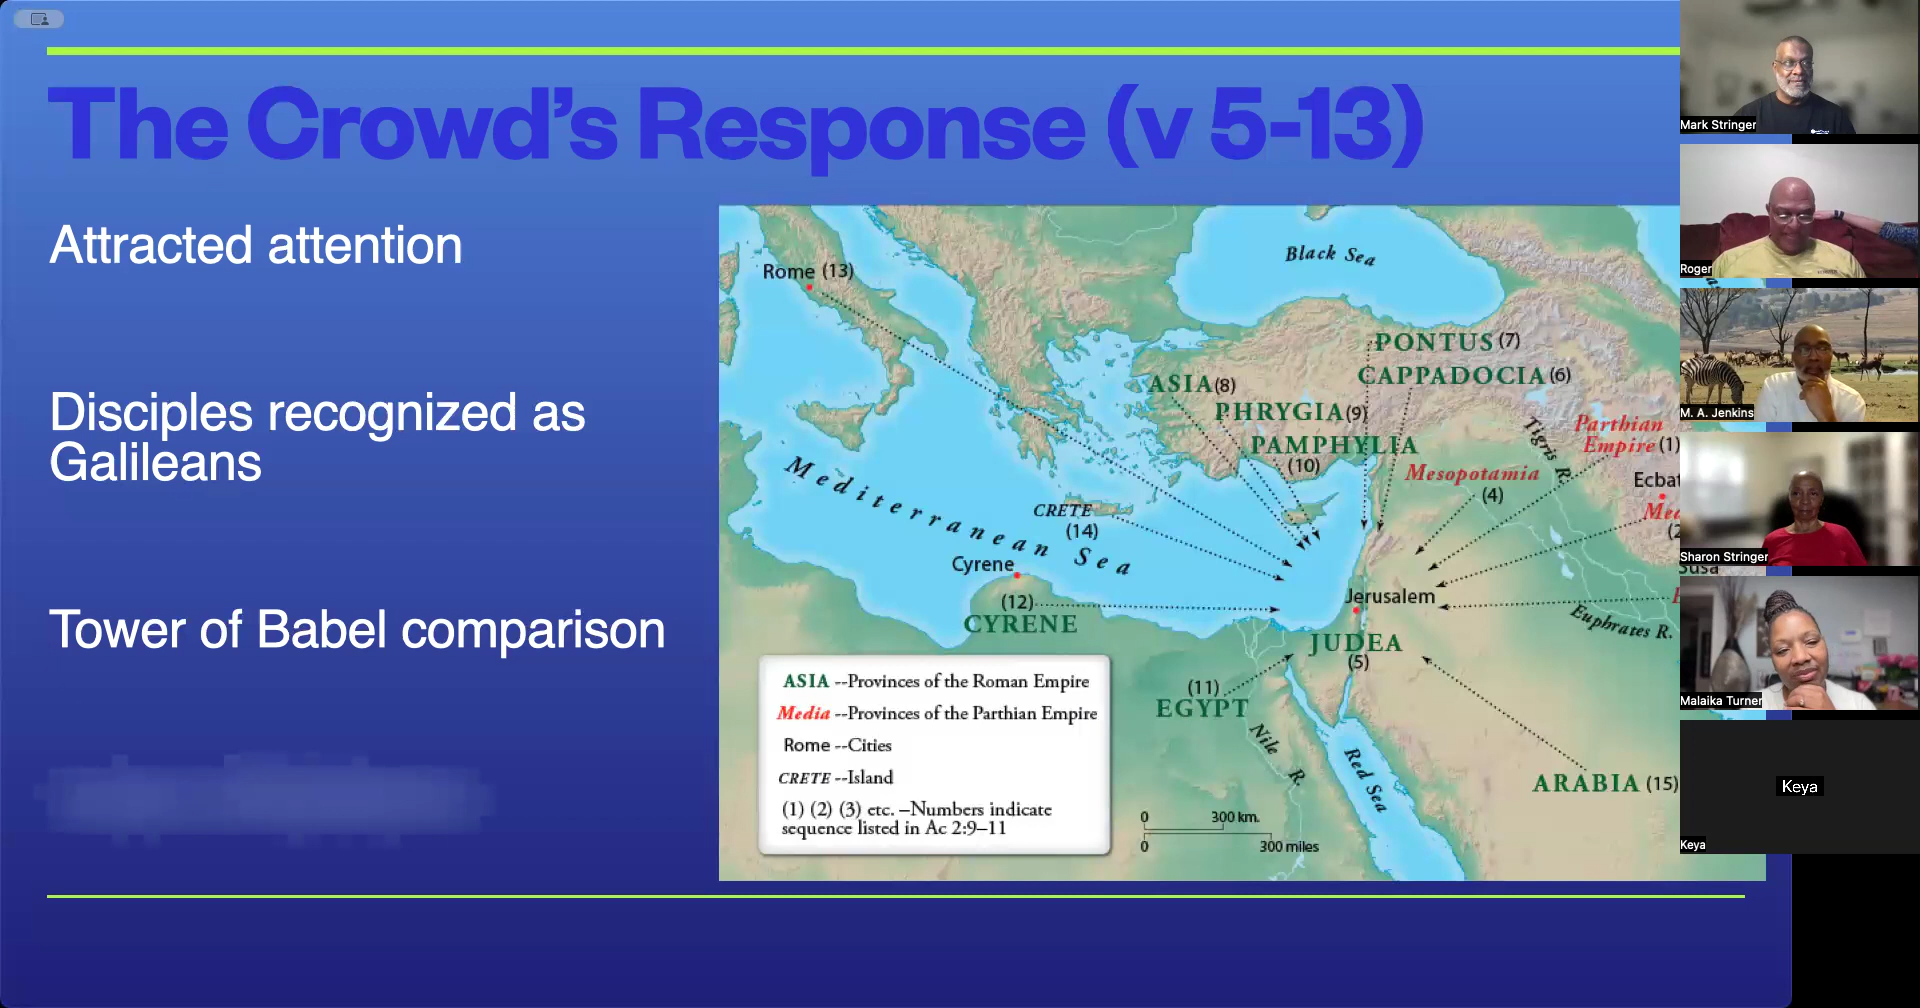 The Crowd’s Response (v 5-13)
Attracted attention
Disciples recognized as
Galileans
Tower of Babel comparison
Rome (13)
Black Sea
PONTUS (7)
CAPPADOCIA (6)
ASIA (8)
PHRYGIA (9)
PAMPHYLIA
(10)
Parthian
Empire (1)
Tigris R.
Mesopotamia
(4)
Mediterranean Sea
CRETE
(14)
Cyrene
(12)
CYRENE
Jerusalem
JUDEA
(5)
Euphrates R.
(11)
EGYPT
Nile R.
Red Sea
ARABIA (15)
ASIA --Provinces of the Roman Empire
Media --Provinces of the Parthian Empire
Rome --Cities
CRETE --Island
(1) (2) (3) etc. –Numbers indicate
sequence listed in Ac 2:9–11
0 300 km.
0 300 miles
Mark Stringer
Roger
M. A. Jenkins
Sharon Stringer
Malaika Turner
Keya
Keya